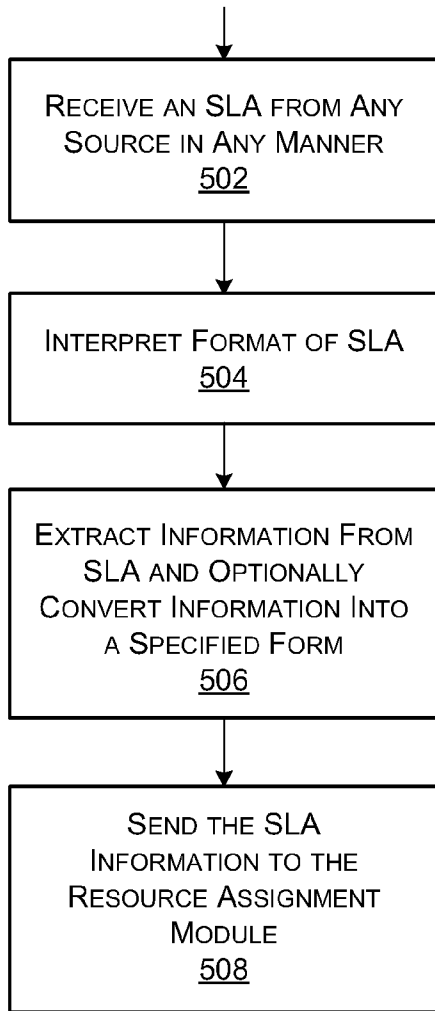 RECEIVE AN SLA FROM ANY
SOURCE IN ANY MANNER
502
INTERPRET FORMAT OF SLA
504
EXTRACT INFORMATION FROM
SLA AND OPTIONALLY
CONVERT INFORMATION INTO
A SPECIFIED FORM
506
SEND THE SLA
INFORMATION TO THE
RESOURCE ASSIGNMENT
MODULE
508